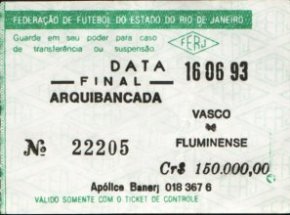 FEDERAÇÃO DE FUTEBOL DO ESTADO DO RIO DE JANEIRO
Guarde em seu poder para caso
de transferência ou suspensão.
FERJ
DATA 16 06 93
FINAL
ARQUIBANCADA
VASCO
FLUMINENSE
Nº 22205
Cr$ 150.000,00
Apólice Banerj 018 367 6
VÁLIDO SOMENTE COM O TICKET DE CONTROLE